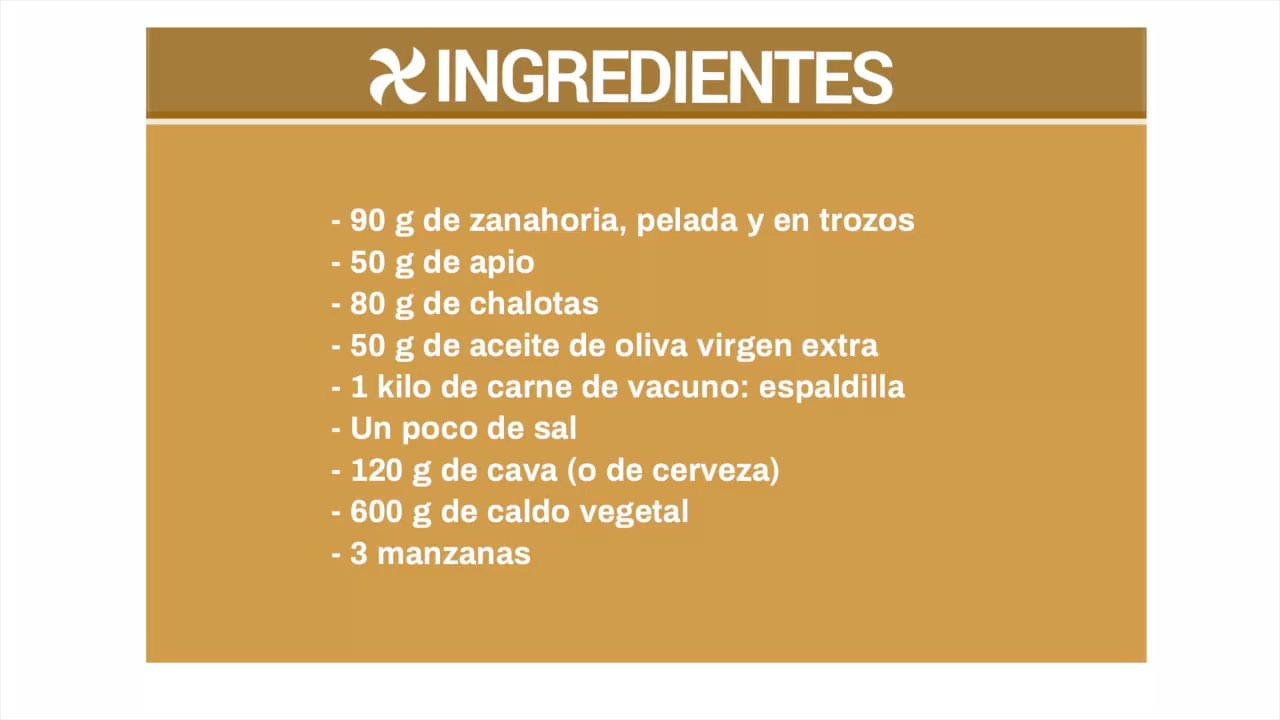 INGREDIENTES
- 90 g de zanahoria, pelada y en trozos
- 50 g de apio
- 80 g de chalotas
- 50 g de aceite de oliva virgen extra
- 1 kilo de carne de vacuno: espaldilla
- Un poco de sal
- 120 g de cava (o de cerveza)
- 600 g de caldo vegetal
- 3 manzanas